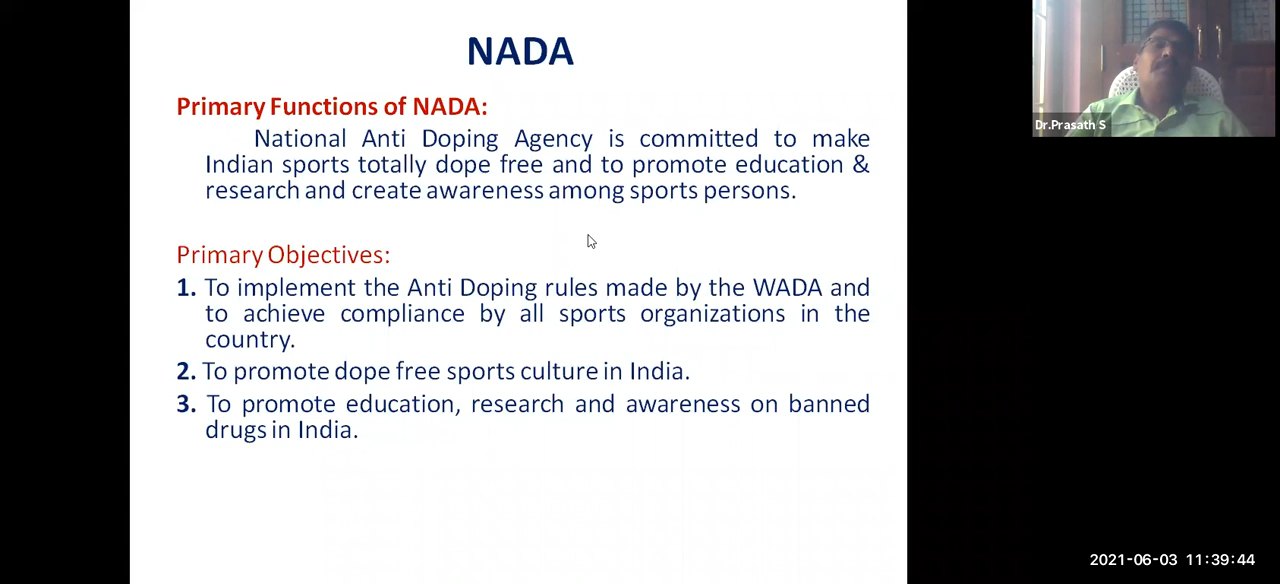 NADA
Primary Functions of NADA:
National Anti Doping Agency is committed to make
Indian sports totally dope free and to promote education &
research and create awareness among sports persons.
Primary Objectives:
1. To implement the Anti Doping rules made by the WADA and
to achieve compliance by all sports organizations in the
country.
2. To promote dope free sports culture in India.
3. To promote education, research and awareness on banned
drugs in India.
Dr.Prasath S
2021-06-03 11:39:44